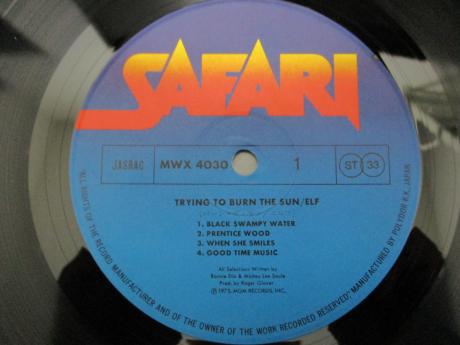 SAFARI
JASRAC
MWX 4030
1
ST 33
TRYING TO BURN THE SUN/ELF
1. BLACK SWAMPY WATER
2. PRENTICE WOOD
3. WHEN SHE SMILES
4. GOOD TIME MUSIC
All Selections Written by
Ronnie Dio & Mickey Lee Soule
Prod. by Roger Glover
Ⓟ1975, MGM RECORDS, INC.
"ALL RIGHTS OF THE RECORD MANUFACTURER AND OF THE OWNER OF THE WORK RECORDED RESERVED", MANUFACTURED BY POLYDOR K.K., JAPAN